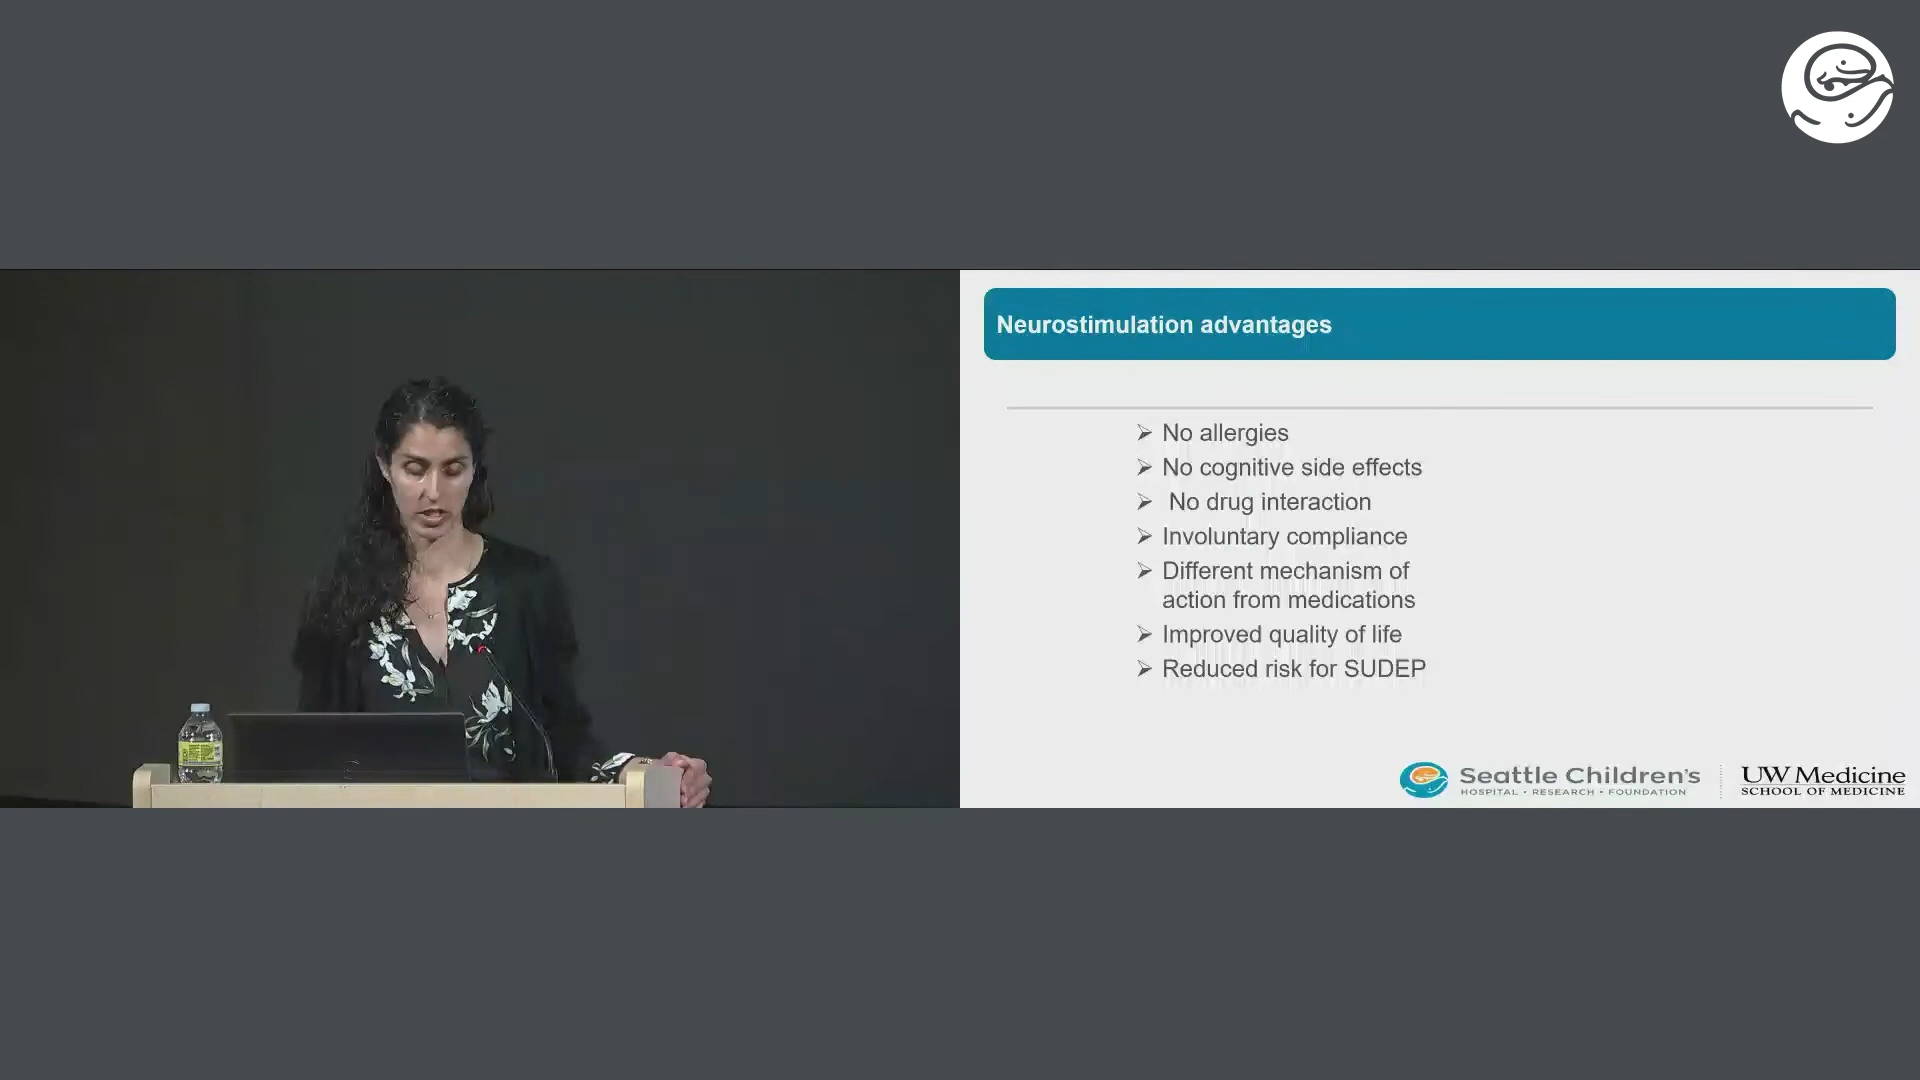 Neurostimulation advantages
No allergies
No cognitive side effects
No drug interaction
Involuntary compliance
Different mechanism of
action from medications
Improved quality of life
Reduced risk for SUDEP
Seattle Children's
HOSPITAL • RESEARCH • FOUNDATION
UW Medicine
SCHOOL OF MEDICINE